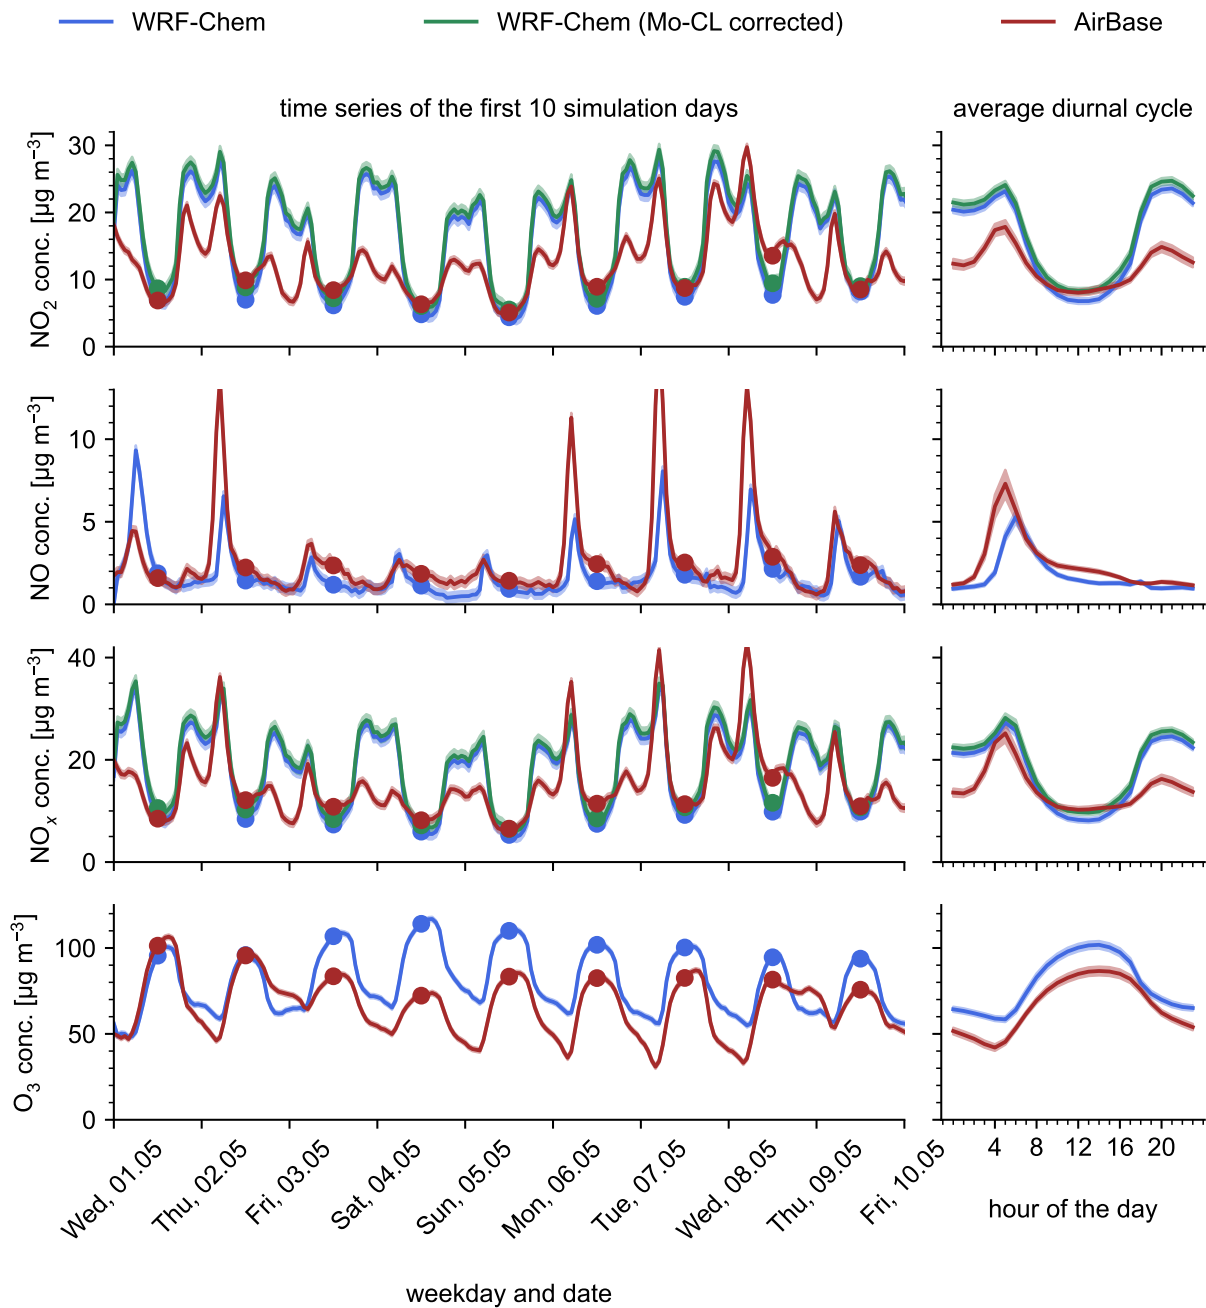 WRF-Chem WRF-Chem (Mo-CL corrected) AirBase
time series of the first 10 simulation days average diurnal cycle
NO₂ conc. [µg m⁻³]
30
20
10
0
NO conc. [µg m⁻³]
10
5
0
NOₓ conc. [µg m⁻³]
40
20
0
O₃ conc. [µg m⁻³]
100
50
0
Wed, 01.05 Thu, 02.05 Fri, 03.05 Sat, 04.05 Sun, 05.05 Mon, 06.05 Tue, 07.05 Wed, 08.05 Thu, 09.05 Fri, 10.05
4 8 12 16 20
hour of the day
weekday and date